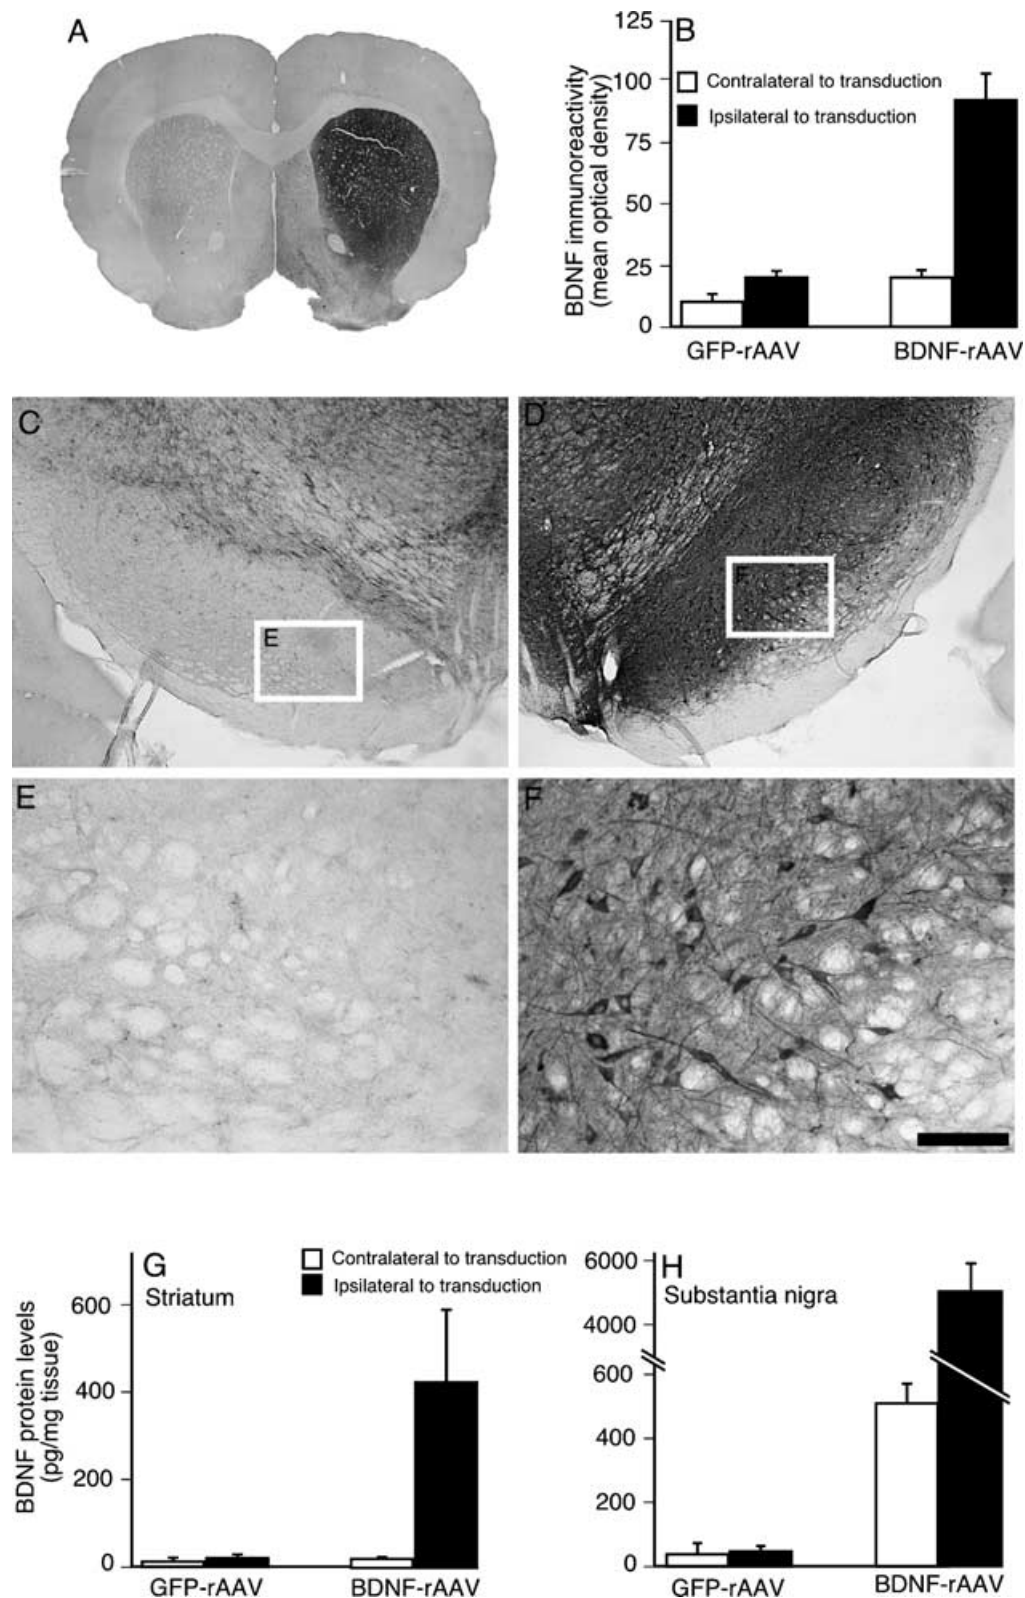 A
B
125
100
75
50
25
0
BDNF immunoreactivity
(mean optical density)
Contralateral to transduction
Ipsilateral to transduction
GFP-rAAV
BDNF-rAAV
C
D
E
F
E
F
G
Striatum
Contralateral to transduction
Ipsilateral to transduction
600
400
200
0
BDNF protein levels
(pg/mg tissue)
GFP-rAAV
BDNF-rAAV
H
Substantia nigra
6000
4000
600
400
200
0
GFP-rAAV
BDNF-rAAV